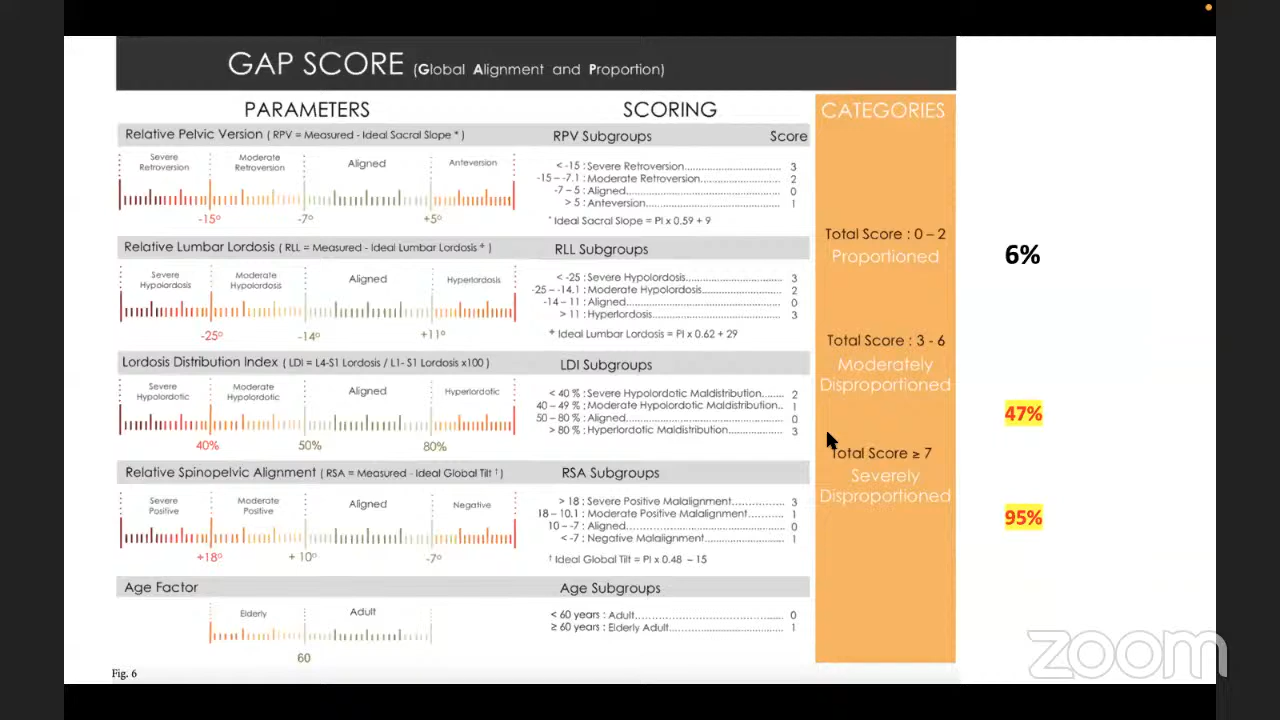 GAP SCORE (Global Alignment and Proportion)
PARAMETERS
SCORING
CATEGORIES
Relative Pelvic Version ( RPV = Measured - Ideal Sacral Slope * )
RPV Subgroups
Score
Severe Retroversion
Moderate Retroversion
Aligned
Anteversion
-15°
-7°
+5°
< -15 : Severe Retroversion 3
-15 – -7.1 : Moderate Retroversion 2
-7 – 5 : Aligned 0
> 5 : Anteversion 1
* Ideal Sacral Slope = PI x 0.59 + 9
Relative Lumbar Lordosis ( RLL = Measured - Ideal Lumbar Lordosis + )
RLL Subgroups
Severe Hypolordosis
Moderate Hypolordosis
Aligned
Hyperlordosis
-25°
-14°
+11°
< -25 : Severe Hypolordosis 3
-25 – -14.1 : Moderate Hypolordosis 2
-14 – 11 : Aligned 0
> 11 : Hyperlordosis 3
+ Ideal Lumbar Lordosis = PI x 0.62 + 29
Lordosis Distribution Index ( LDI = L4-S1 Lordosis / L1- S1 Lordosis x100 )
LDI Subgroups
Severe Hypolordotic
Moderate Hypolordotic
Aligned
Hyperlordotic
40%
50%
80%
< 40 % : Severe Hypolordotic Maldistribution 2
40 – 49 % : Moderate Hypolordotic Maldistribution 1
50 – 80 % : Aligned 0
> 80 % : Hyperlordotic Maldistribution 3
Relative Spinopelvic Alignment ( RSA = Measured - Ideal Global Tilt † )
RSA Subgroups
Severe Positive
Moderate Positive
Aligned
Negative
+18°
+ 10°
-7°
> 18 : Severe Positive Malalignment 3
18 – 10.1 : Moderate Positive Malalignment 1
10 – -7 : Aligned 0
< -7 : Negative Malalignment 1
† Ideal Global Tilt = PI x 0.48 – 15
Age Factor
Age Subgroups
Elderly
Adult
60
< 60 years : Adult 0
≥ 60 years : Elderly Adult 1
Total Score : 0 – 2
Proportioned
6%
Total Score : 3 - 6
Moderately
Disproportioned
47%
Total Score ≥ 7
Severely
Disproportioned
95%
Fig. 6
zoom